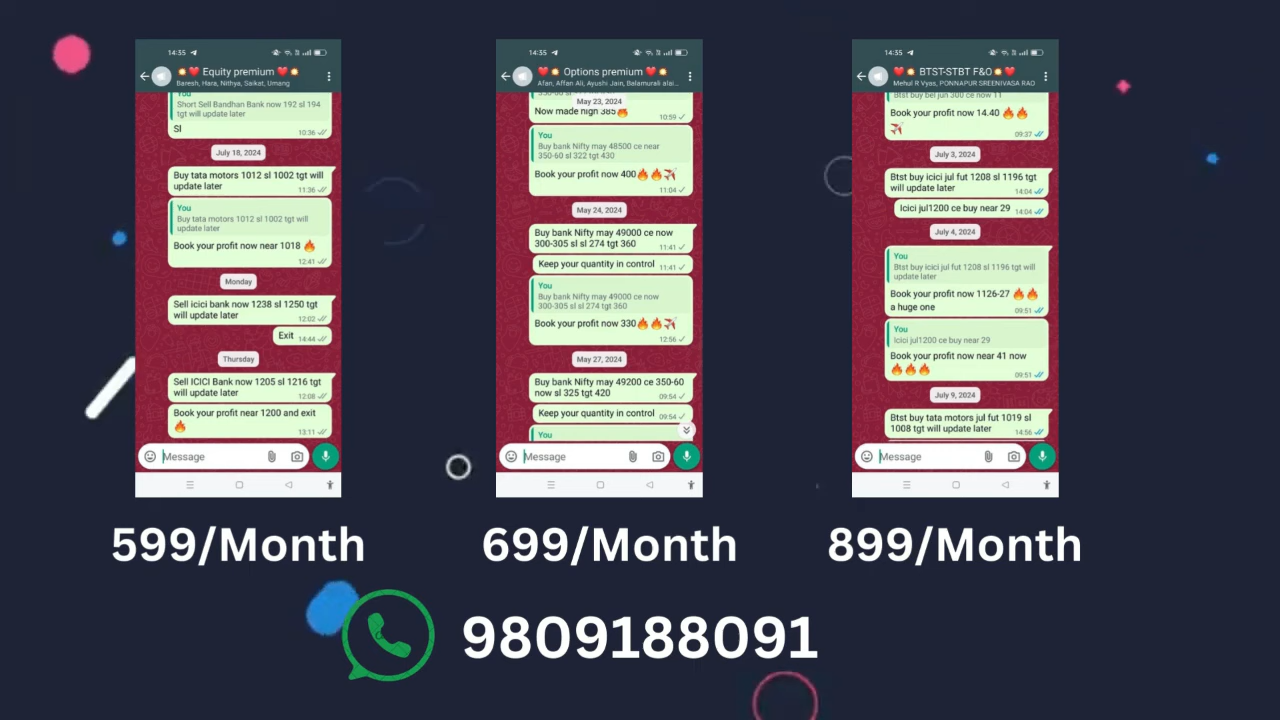 14:35
Equity premium
Baresh, Hara, Nithya, Saikat, Umang
You
Short Sell Bandhan Bank now 192 sl 194
tgt will update later
Sl
10:36
July 18, 2024
Buy tata motors 1012 sl 1002 tgt will
update later
11:36
You
Buy tata motors 1012 sl 1002 tgt will
update later
Book your profit now near 1018
12:41
Monday
Sell icici bank now 1238 sl 1250 tgt
will update later
12:02
Exit 14:44
Thursday
Sell ICICI Bank now 1205 sl 1216 tgt
will update later
12:08
Book your profit near 1200 and exit
13:11
Message
599/Month
14:35
Options premium
Afan, Affan Ali, Ayushi Jain, Balamurali alai...
May 23, 2024
Now made high 385
10:59
You
Buy bank Nifty may 48500 ce near
350-60 sl 322 tgt 430
Book your profit now 400
11:04
May 24, 2024
Buy bank Nifty may 49000 ce now
300-305 sl sl 274 tgt 360
11:41
Keep your quantity in control 11:41
You
Buy bank Nifty may 49000 ce now
300-305 sl sl 274 tgt 360
Book your profit now 330
12:56
May 27, 2024
Buy bank Nifty may 49200 ce 350-60
now sl 325 tgt 420
09:54
Keep your quantity in control 09:54
You
Message
699/Month
14:35
BTST-STBT F&O
Mehul R Vyas, PONNAPUR SREENIVASA RAO
Btst buy bel jun 300 ce now 11
Book your profit now 14.40
09:37
July 3, 2024
Btst buy icici jul fut 1208 sl 1196 tgt
will update later
14:04
Icici jul1200 ce buy near 29 14:04
July 4, 2024
You
Btst buy icici jul fut 1208 sl 1196 tgt will
update later
Book your profit now 1126-27
a huge one
09:51
You
Icici jul1200 ce buy near 29
Book your profit now near 41 now
09:51
July 9, 2024
Btst buy tata motors jul fut 1019 sl
1008 tgt will update later
14:56
Message
899/Month
9809188091